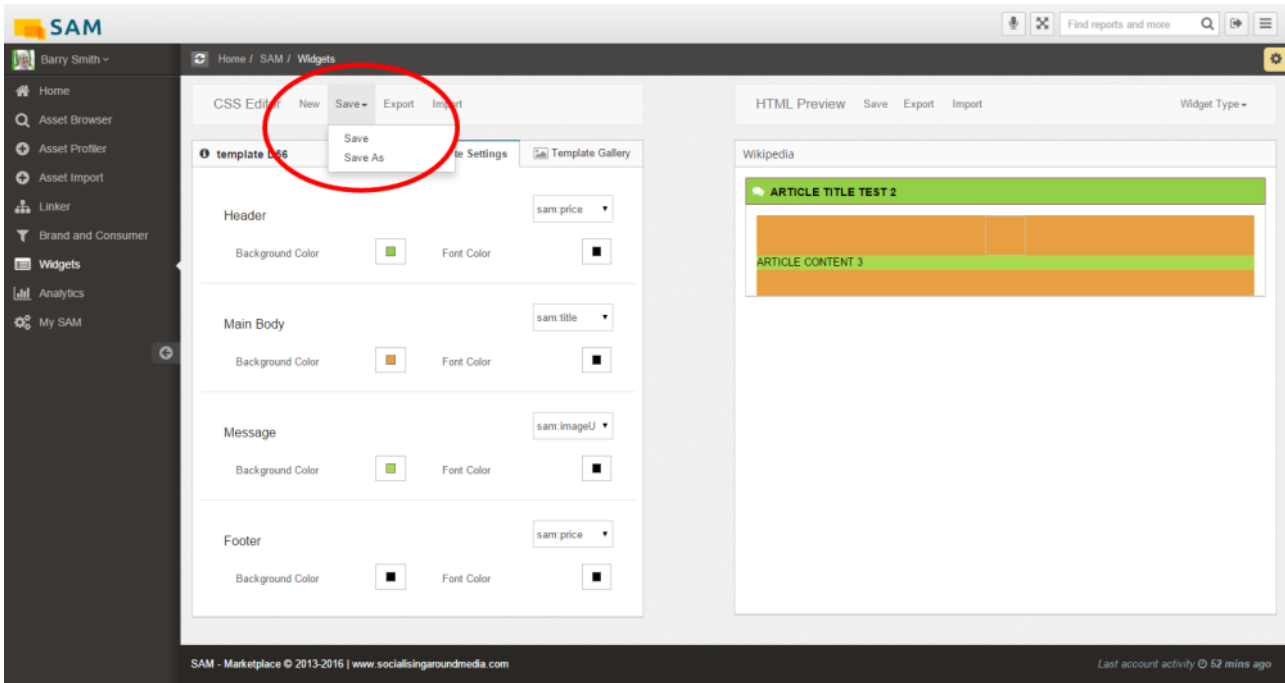 SAM
Find reports and more
Barry Smith
Home / SAM / Widgets
Home
Asset Browser
Asset Profiler
Asset Import
Linker
Brand and Consumer
Widgets
Analytics
My SAM
CSS Editor New Save Export Import
Save
Save As
template
Settings
Template Gallery
Header
sam:price
Background Color
Font Color
Main Body
sam:title
Background Color
Font Color
Message
sam:imageU
Background Color
Font Color
Footer
sam:price
Background Color
Font Color
HTML Preview Save Export Import Widget Type
Wikipedia
ARTICLE TITLE TEST 2
ARTICLE CONTENT 3
SAM - Marketplace © 2013-2016 | www.socialisingaroundmedia.com
Last account activity 52 mins ago